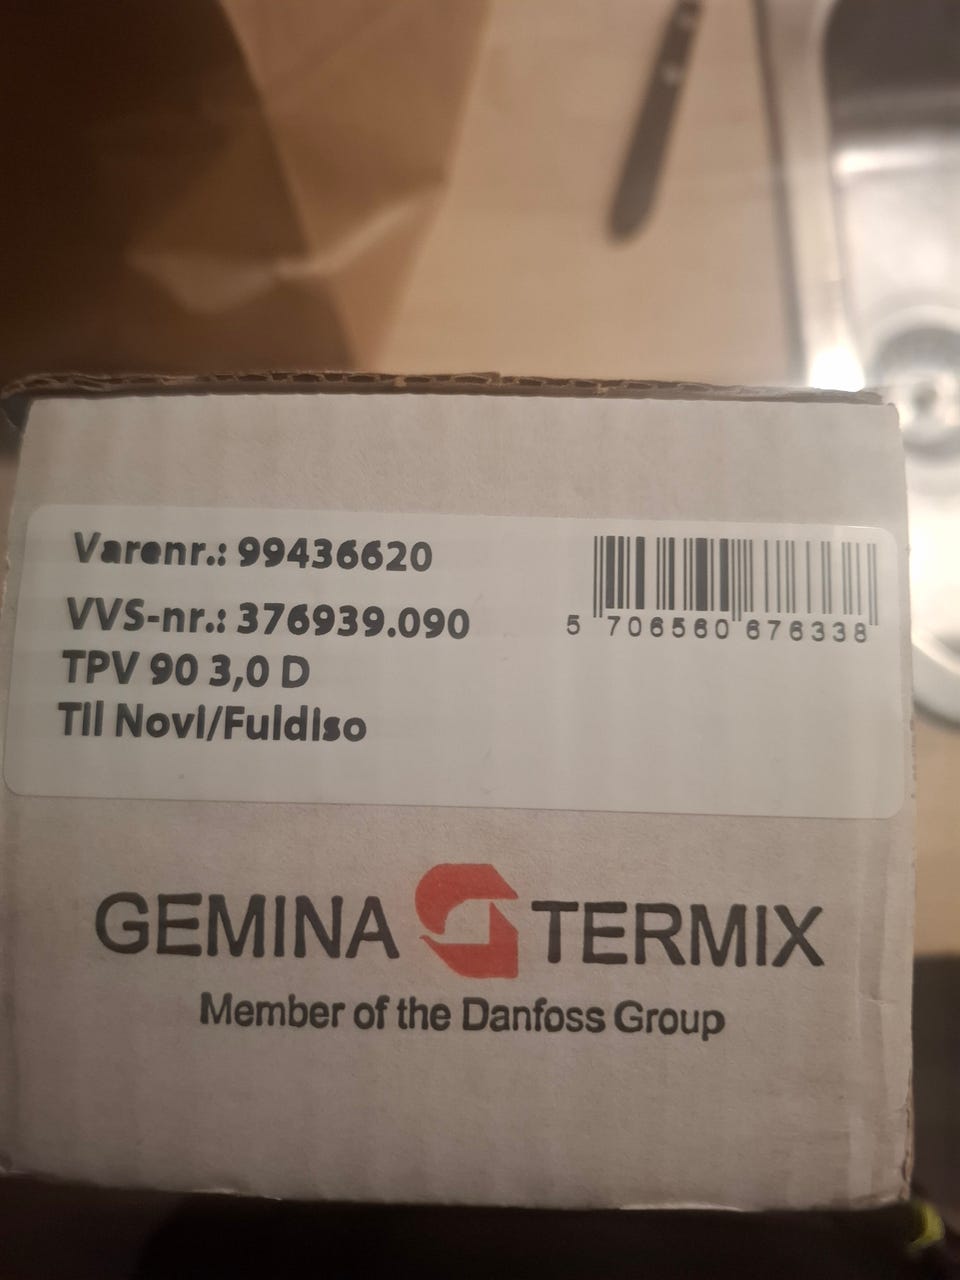 Varenr.: 99436620
VVS-nr.: 376939.090
TPV 90 3,0 D
Til Novi/Fuldiso
5 706560 676338
GEMINA TERMIX
Member of the Danfoss Group